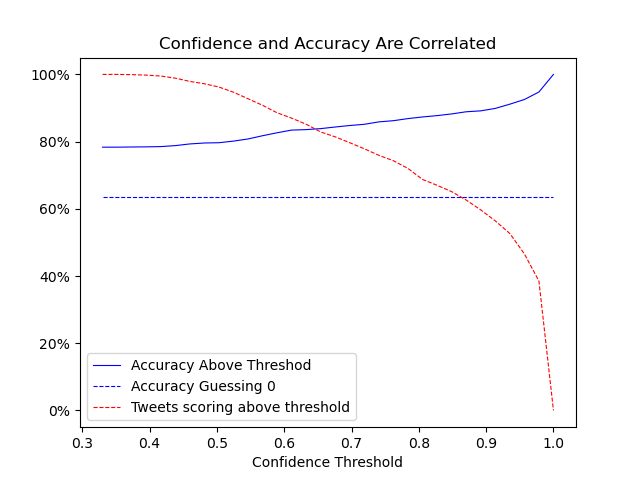 Confidence and Accuracy Are Correlated
100%
80%
60%
40%
20%
0%
Accuracy Above Threshod
Accuracy Guessing 0
Tweets scoring above threshold
0.3 0.4 0.5 0.6 0.7 0.8 0.9 1.0
Confidence Threshold